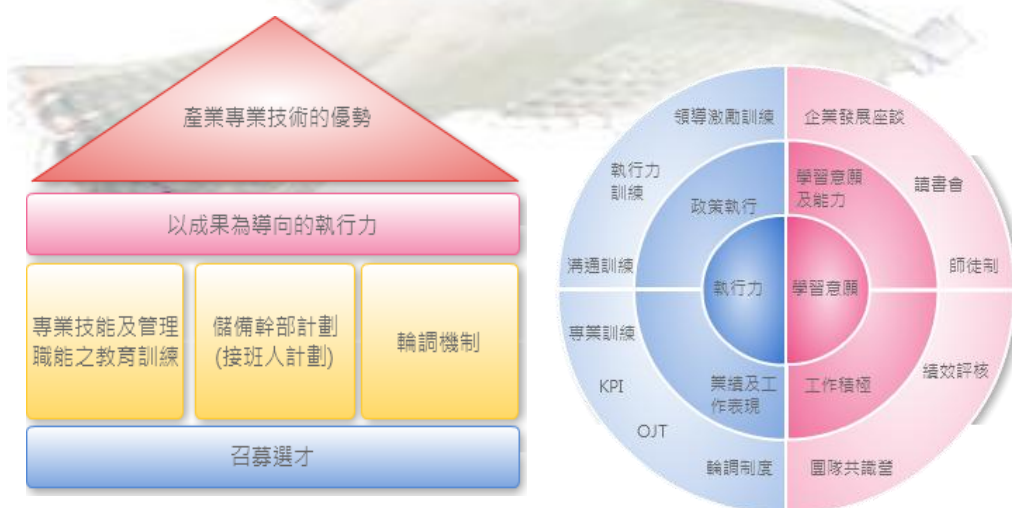 產業專業技術的優勢
以成果為導向的執行力
專業技能及管理
職能之教育訓練
儲備幹部計劃
(接班人計劃)
輪調機制
召募選才
領導激勵訓練
企業發展座談
執行力
訓練
讀書會
政策執行
學習意願
及能力
溝通訓練
師徒制
執行力
學習意願
專業訓練
績效評核
KPI
業績及工
作表現
工作積極
OJT
輪調制度
團隊共識營